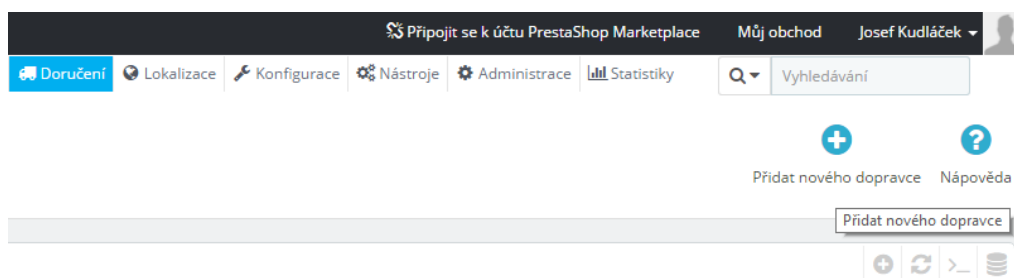 Připojit se k účtu PrestaShop Marketplace Můj obchod Josef Kudláček
Doručení Lokalizace Konfigurace Nástroje Administrace Statistiky Vyhledávání
Přidat nového dopravce Nápověda
Přidat nového dopravce